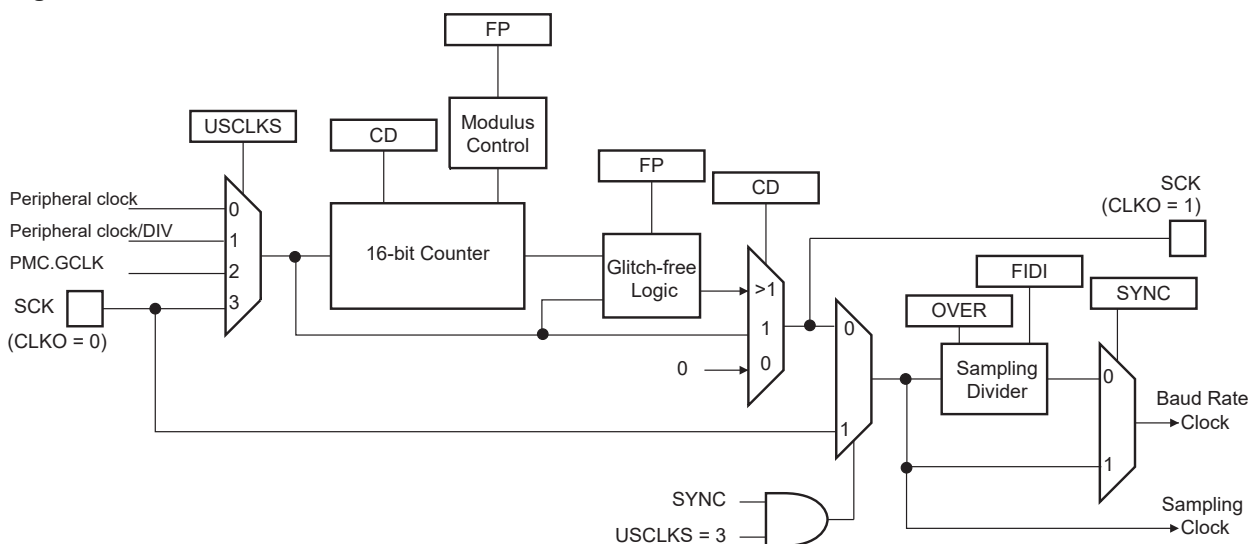 FP
USCLKS
CD
Modulus
Control
FP
CD
SCK
(CLKO = 1)
Peripheral clock
0
Peripheral clock/DIV
1
PMC.GCLK
2
SCK
3
(CLKO = 0)
16-bit Counter
Glitch-free
Logic
>1
1
0
0
0
1
FIDI
OVER
SYNC
Sampling
Divider
0
1
Baud Rate
Clock
Sampling
Clock
SYNC
USCLKS = 3